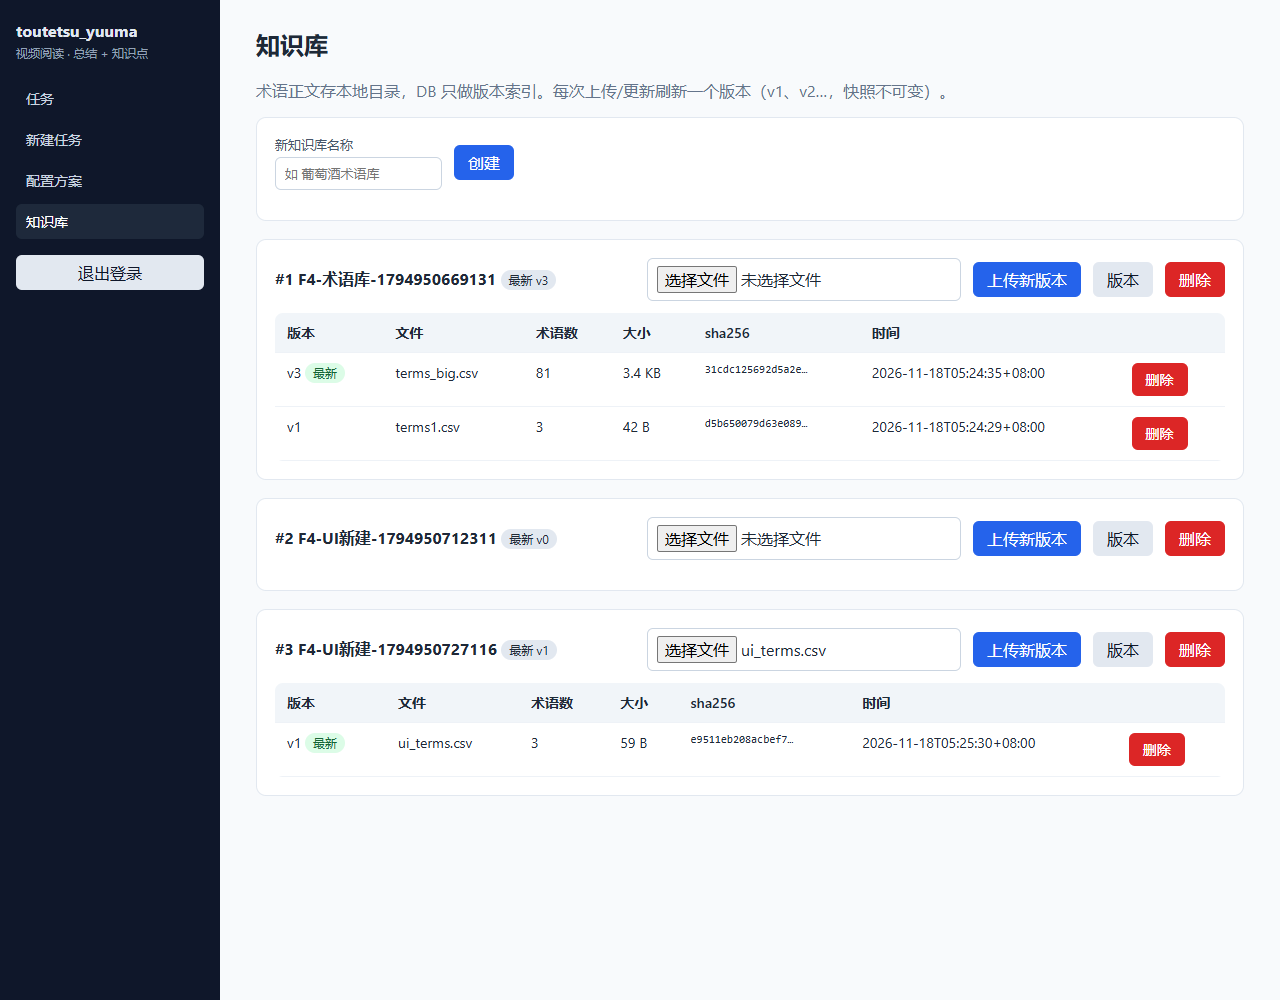 toutetsu_yuuma
视频阅读 · 总结 + 知识点
任务
新建任务
配置方案
知识库
退出登录
知识库
术语正文存本地目录，DB 只做版本索引。每次上传/更新刷新一个版本（v1、v2…，快照不可变）。
新知识库名称
如 葡萄酒术语库
创建
#1 F4-术语库-1794950669131 最新 v3 选择文件 未选择文件 上传新版本 版本 删除
版本 文件 术语数 大小 sha256 时间
v3 最新 terms_big.csv 81 3.4 KB 31cdc125692d5a2e… 2026-11-18T05:24:35+08:00 删除
v1 terms1.csv 3 42 B d5b650079d63e089… 2026-11-18T05:24:29+08:00 删除
#2 F4-UI新建-1794950712311 最新 v0 选择文件 未选择文件 上传新版本 版本 删除
#3 F4-UI新建-1794950727116 最新 v1 选择文件 ui_terms.csv 上传新版本 版本 删除
版本 文件 术语数 大小 sha256 时间
v1 最新 ui_terms.csv 3 59 B e9511eb208acbef7… 2026-11-18T05:25:30+08:00 删除